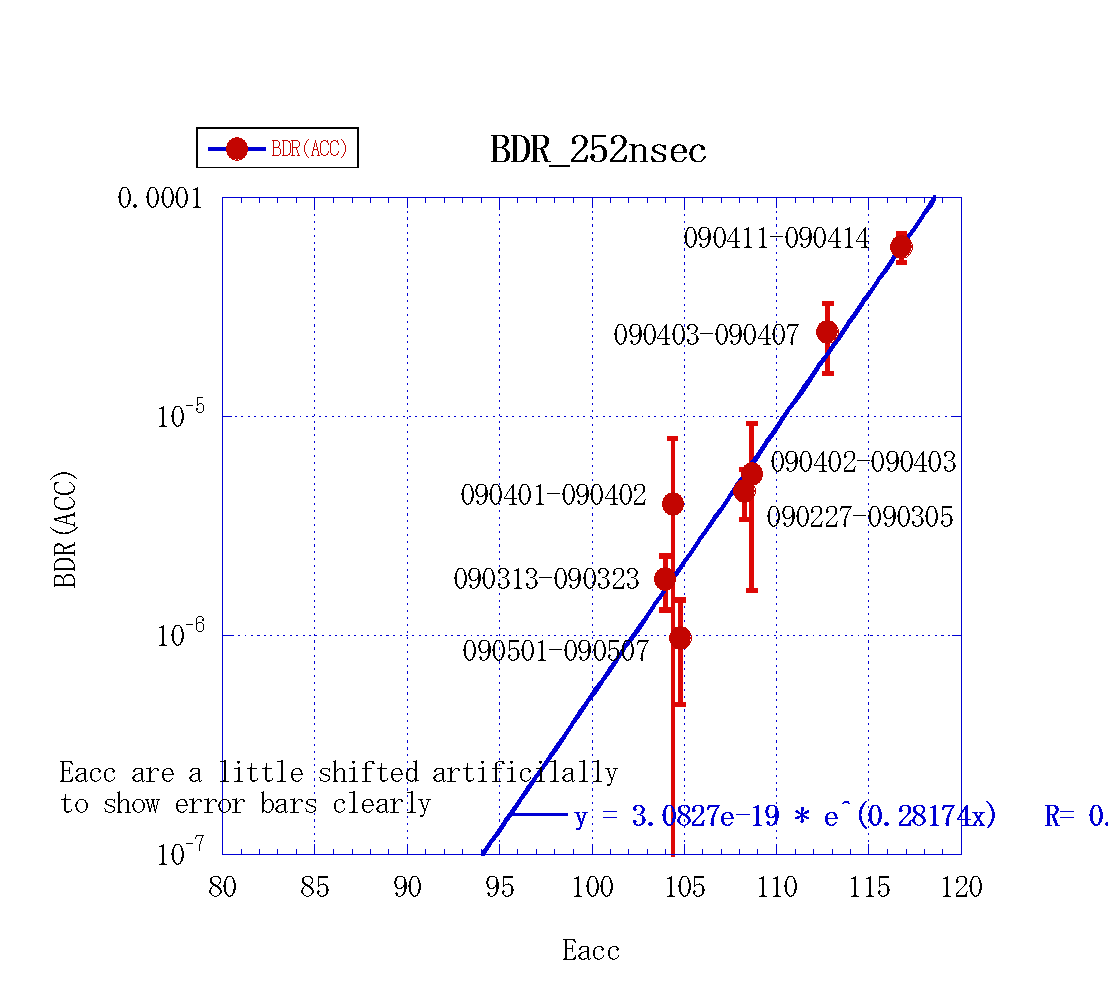 BDR(ACC)
BDR_252nsec
0.0001
10-5
10-6
10-7
BDR(ACC)
090411-090414
090403-090407
090402-090403
090401-090402
090227-090305
090313-090323
090501-090507
Eacc are a little shifted artificilally
to show error bars clearly
y = 3.0827e-19 * e^(0.28174x) R= 0.
80 85 90 95 100 105 110 115 120
Eacc